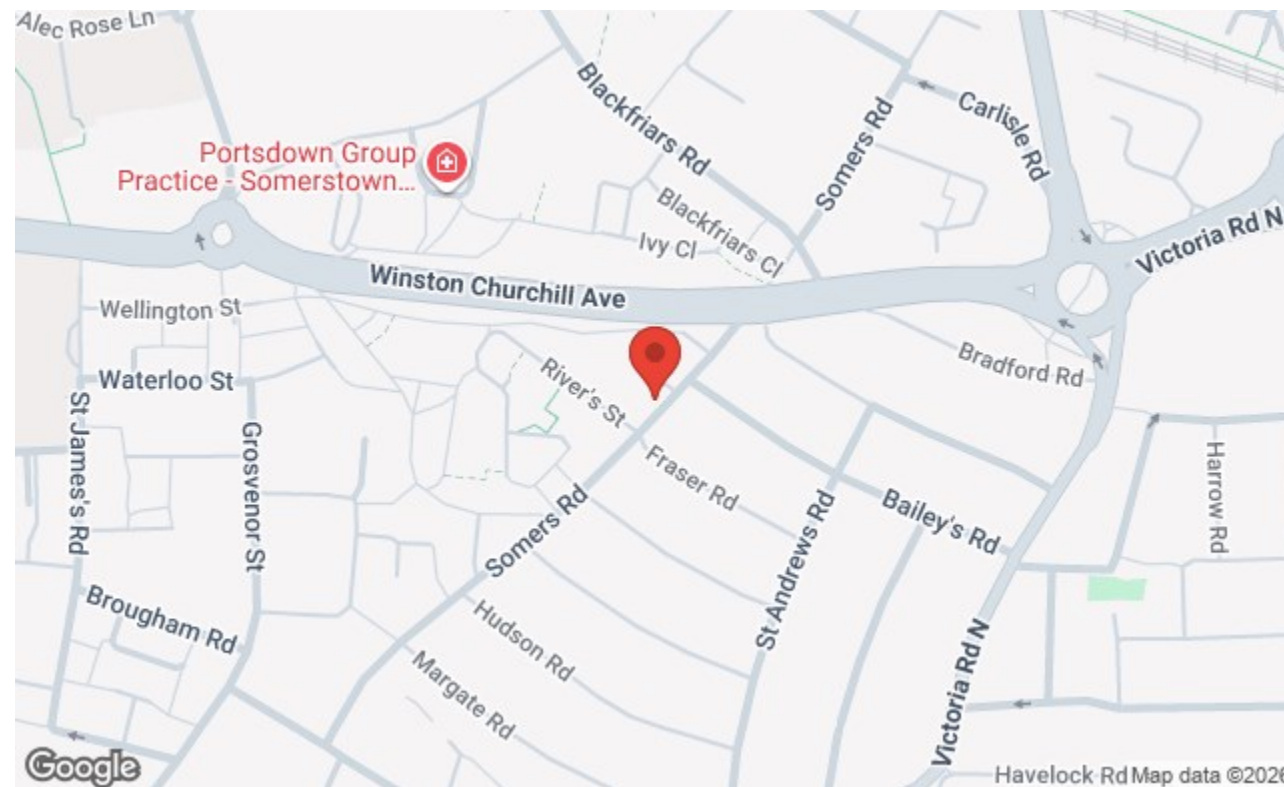 Alec Rose Ln
Blackfriars Rd
Somers Rd
Carlisle Rd
Portsdown Group
Practice - Somerstown...
Blackfriars Cl
Ivy Cl
Victoria Rd N
Winston Churchill Ave
Wellington St
Waterloo St
River's St
Bradford Rd
St James's Rd
Grosvenor St
Fraser Rd
Harrow Rd
Somers Rd
St Andrews Rd
Bailey's Rd
Brougham Rd
Hudson Rd
Margate Rd
Victoria Rd N
Google
Havelock Rd
Map data ©2026